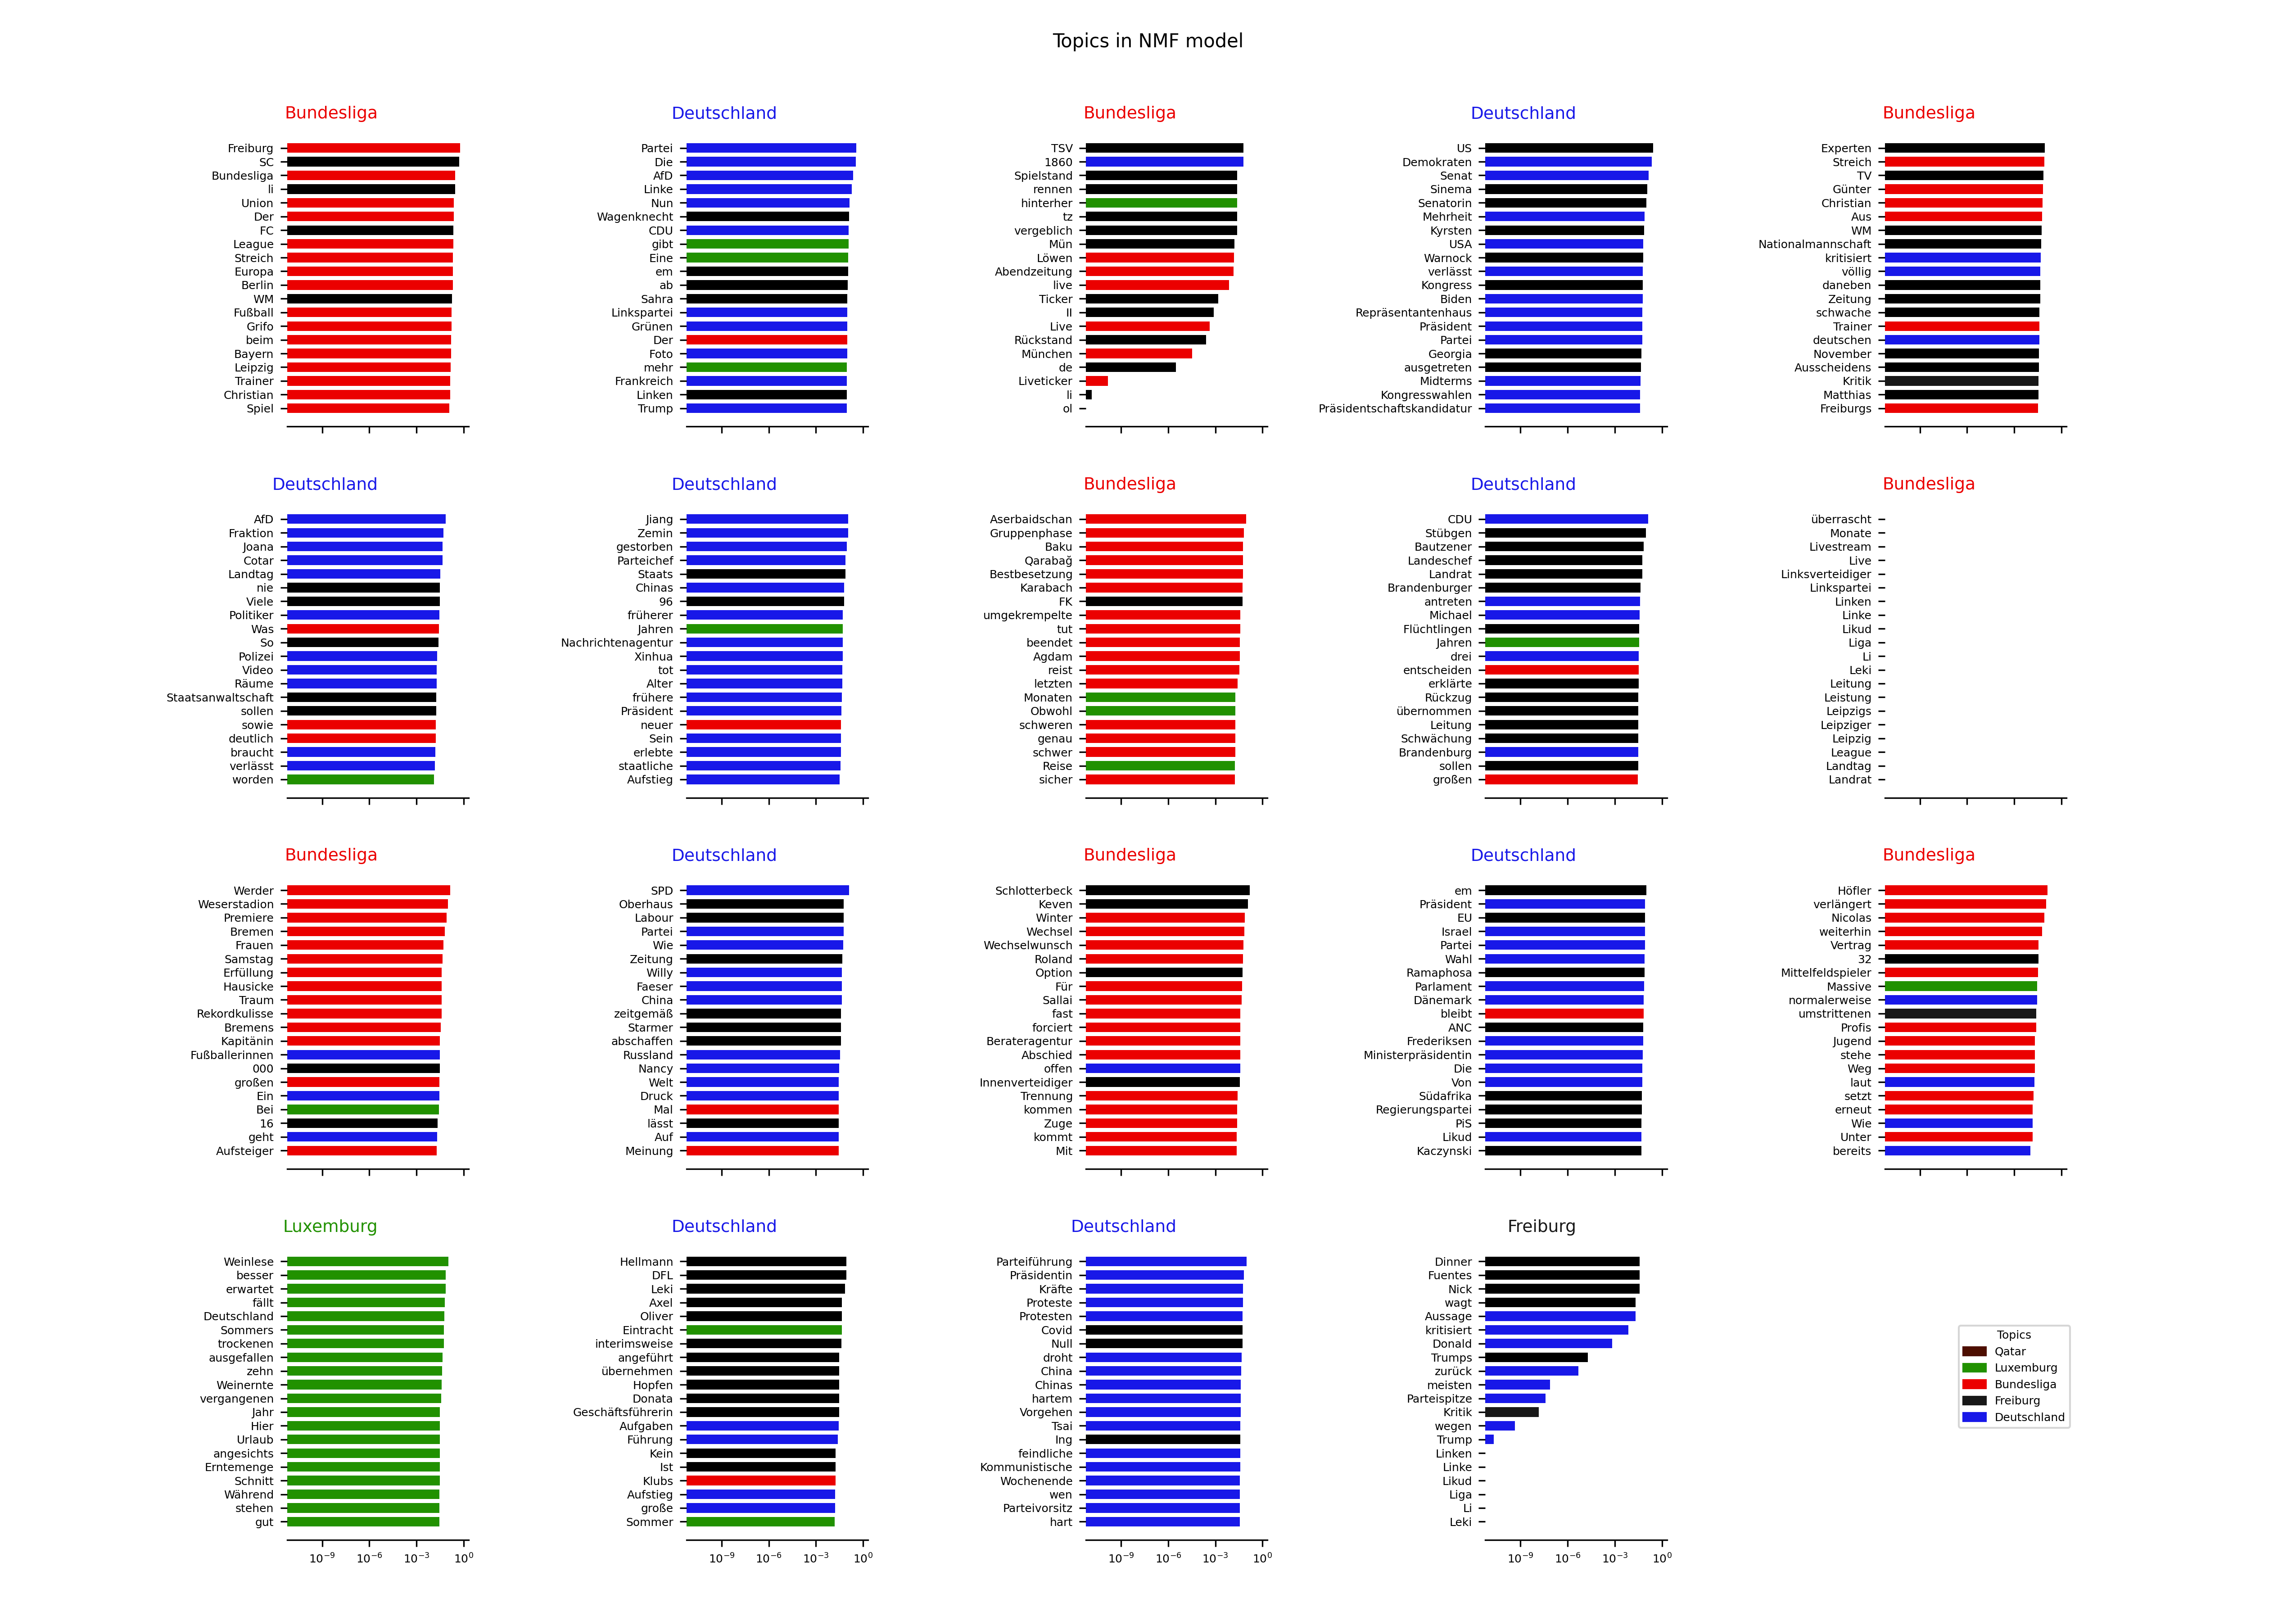 Topics in NMF model
Bundesliga
Freiburg
SC
Bundesliga
li
Union
Der
FC
League
Streich
Europa
Berlin
WM
Fußball
Grifo
beim
Bayern
Leipzig
Trainer
Christian
Spiel
Deutschland
Partei
Die
AfD
Linke
Nun
Wagenknecht
CDU
gibt
Eine
em
ab
Sahra
Linkspartei
Grünen
Der
Foto
mehr
Frankreich
Linken
Trump
Bundesliga
TSV
1860
Spielstand
rennen
hinterher
tz
vergeblich
Mün
Löwen
Abendzeitung
live
Ticker
II
Live
Rückstand
München
de
Liveticker
li
ol
Deutschland
US
Demokraten
Senat
Sinema
Senatorin
Mehrheit
Kyrsten
USA
Warnock
verlässt
Kongress
Biden
Repräsentantenhaus
Präsident
Partei
Georgia
ausgetreten
Midterms
Kongresswahlen
Präsidentschaftskandidatur
Bundesliga
Experten
Streich
TV
Günter
Christian
Aus
WM
Nationalmannschaft
kritisiert
völlig
daneben
Zeitung
schwache
Trainer
deutschen
November
Ausscheidens
Kritik
Matthias
Freiburgs
Deutschland
AfD
Fraktion
Joana
Cotar
Landtag
nie
Viele
Politiker
Was
So
Polizei
Video
Räume
Staatsanwaltschaft
sollen
sowie
deutlich
braucht
verlässt
worden
Deutschland
Jiang
Zemin
gestorben
Parteichef
Staats
Chinas
96
früherer
Jahren
Nachrichtenagentur
Xinhua
tot
Alter
frühere
Präsident
neuer
Sein
erlebte
staatliche
Aufstieg
Bundesliga
Aserbaidschan
Gruppenphase
Baku
Qarabağ
Bestbesetzung
Karabach
FK
umgekrempelte
tut
beendet
Agdam
reist
letzten
Monaten
Obwohl
schweren
genau
schwer
Reise
sicher
Deutschland
CDU
Stübgen
Bautzener
Landeschef
Landrat
Brandenburger
antreten
Michael
Flüchtlingen
Jahren
drei
entscheiden
erklärte
Rückzug
übernommen
Leitung
Schwächung
Brandenburg
sollen
großen
Bundesliga
überrascht
Monate
Livestream
Live
Linksverteidiger
Linkspartei
Linken
Linke
Likud
Liga
Li
Leki
Leitung
Leistung
Leipzigs
Leipziger
Leipzig
League
Landtag
Landrat
Bundesliga
Werder
Weserstadion
Premiere
Bremen
Frauen
Samstag
Erfüllung
Hausicke
Traum
Rekordkulisse
Bremens
Kapitänin
Fußballerinnen
000
großen
Ein
Bei
16
geht
Aufsteiger
Deutschland
SPD
Oberhaus
Labour
Partei
Wie
Zeitung
Willy
Faeser
China
zeitgemäß
Starmer
abschaffen
Russland
Nancy
Welt
Druck
Mal
lässt
Auf
Meinung
Bundesliga
Schlotterbeck
Keven
Winter
Wechsel
Wechselwunsch
Roland
Option
Für
Sallai
fast
forciert
Berateragentur
Abschied
offen
Innenverteidiger
Trennung
kommen
Zuge
kommt
Mit
Deutschland
em
Präsident
EU
Israel
Partei
Wahl
Ramaphosa
Parlament
Dänemark
bleibt
ANC
Frederiksen
Ministerpräsidentin
Die
Von
Südafrika
Regierungspartei
PiS
Likud
Kaczynski
Bundesliga
Höfler
verlängert
Nicolas
weiterhin
Vertrag
32
Mittelfeldspieler
Massive
normalerweise
umstrittenen
Profis
Jugend
stehe
Weg
laut
setzt
erneut
Wie
Unter
bereits
Luxemburg
Weinlese
besser
erwartet
fällt
Deutschland
Sommers
trockenen
ausgefallen
zehn
Weinernte
vergangenen
Jahr
Hier
Urlaub
angesichts
Erntemenge
Schnitt
Während
stehen
gut
10⁻⁹ 10⁻⁶ 10⁻³ 10⁰
Deutschland
Hellmann
DFL
Leki
Axel
Oliver
Eintracht
interimsweise
angeführt
übernehmen
Hopfen
Donata
Geschäftsführerin
Aufgaben
Führung
Kein
Ist
Klubs
Aufstieg
große
Sommer
10⁻⁹ 10⁻⁶ 10⁻³ 10⁰
Deutschland
Parteiführung
Präsidentin
Kräfte
Proteste
Protesten
Covid
Null
droht
China
Chinas
hartem
Vorgehen
Tsai
Ing
feindliche
Kommunistische
Wochenende
wen
Parteivorsitz
hart
10⁻⁹ 10⁻⁶ 10⁻³ 10⁰
Freiburg
Dinner
Fuentes
Nick
wagt
Aussage
kritisiert
Donald
Trumps
zurück
meisten
Parteispitze
Kritik
wegen
Trump
Linken
Linke
Likud
Liga
Li
Leki
10⁻⁹ 10⁻⁶ 10⁻³ 10⁰
Topics
Qatar
Luxemburg
Bundesliga
Freiburg
Deutschland